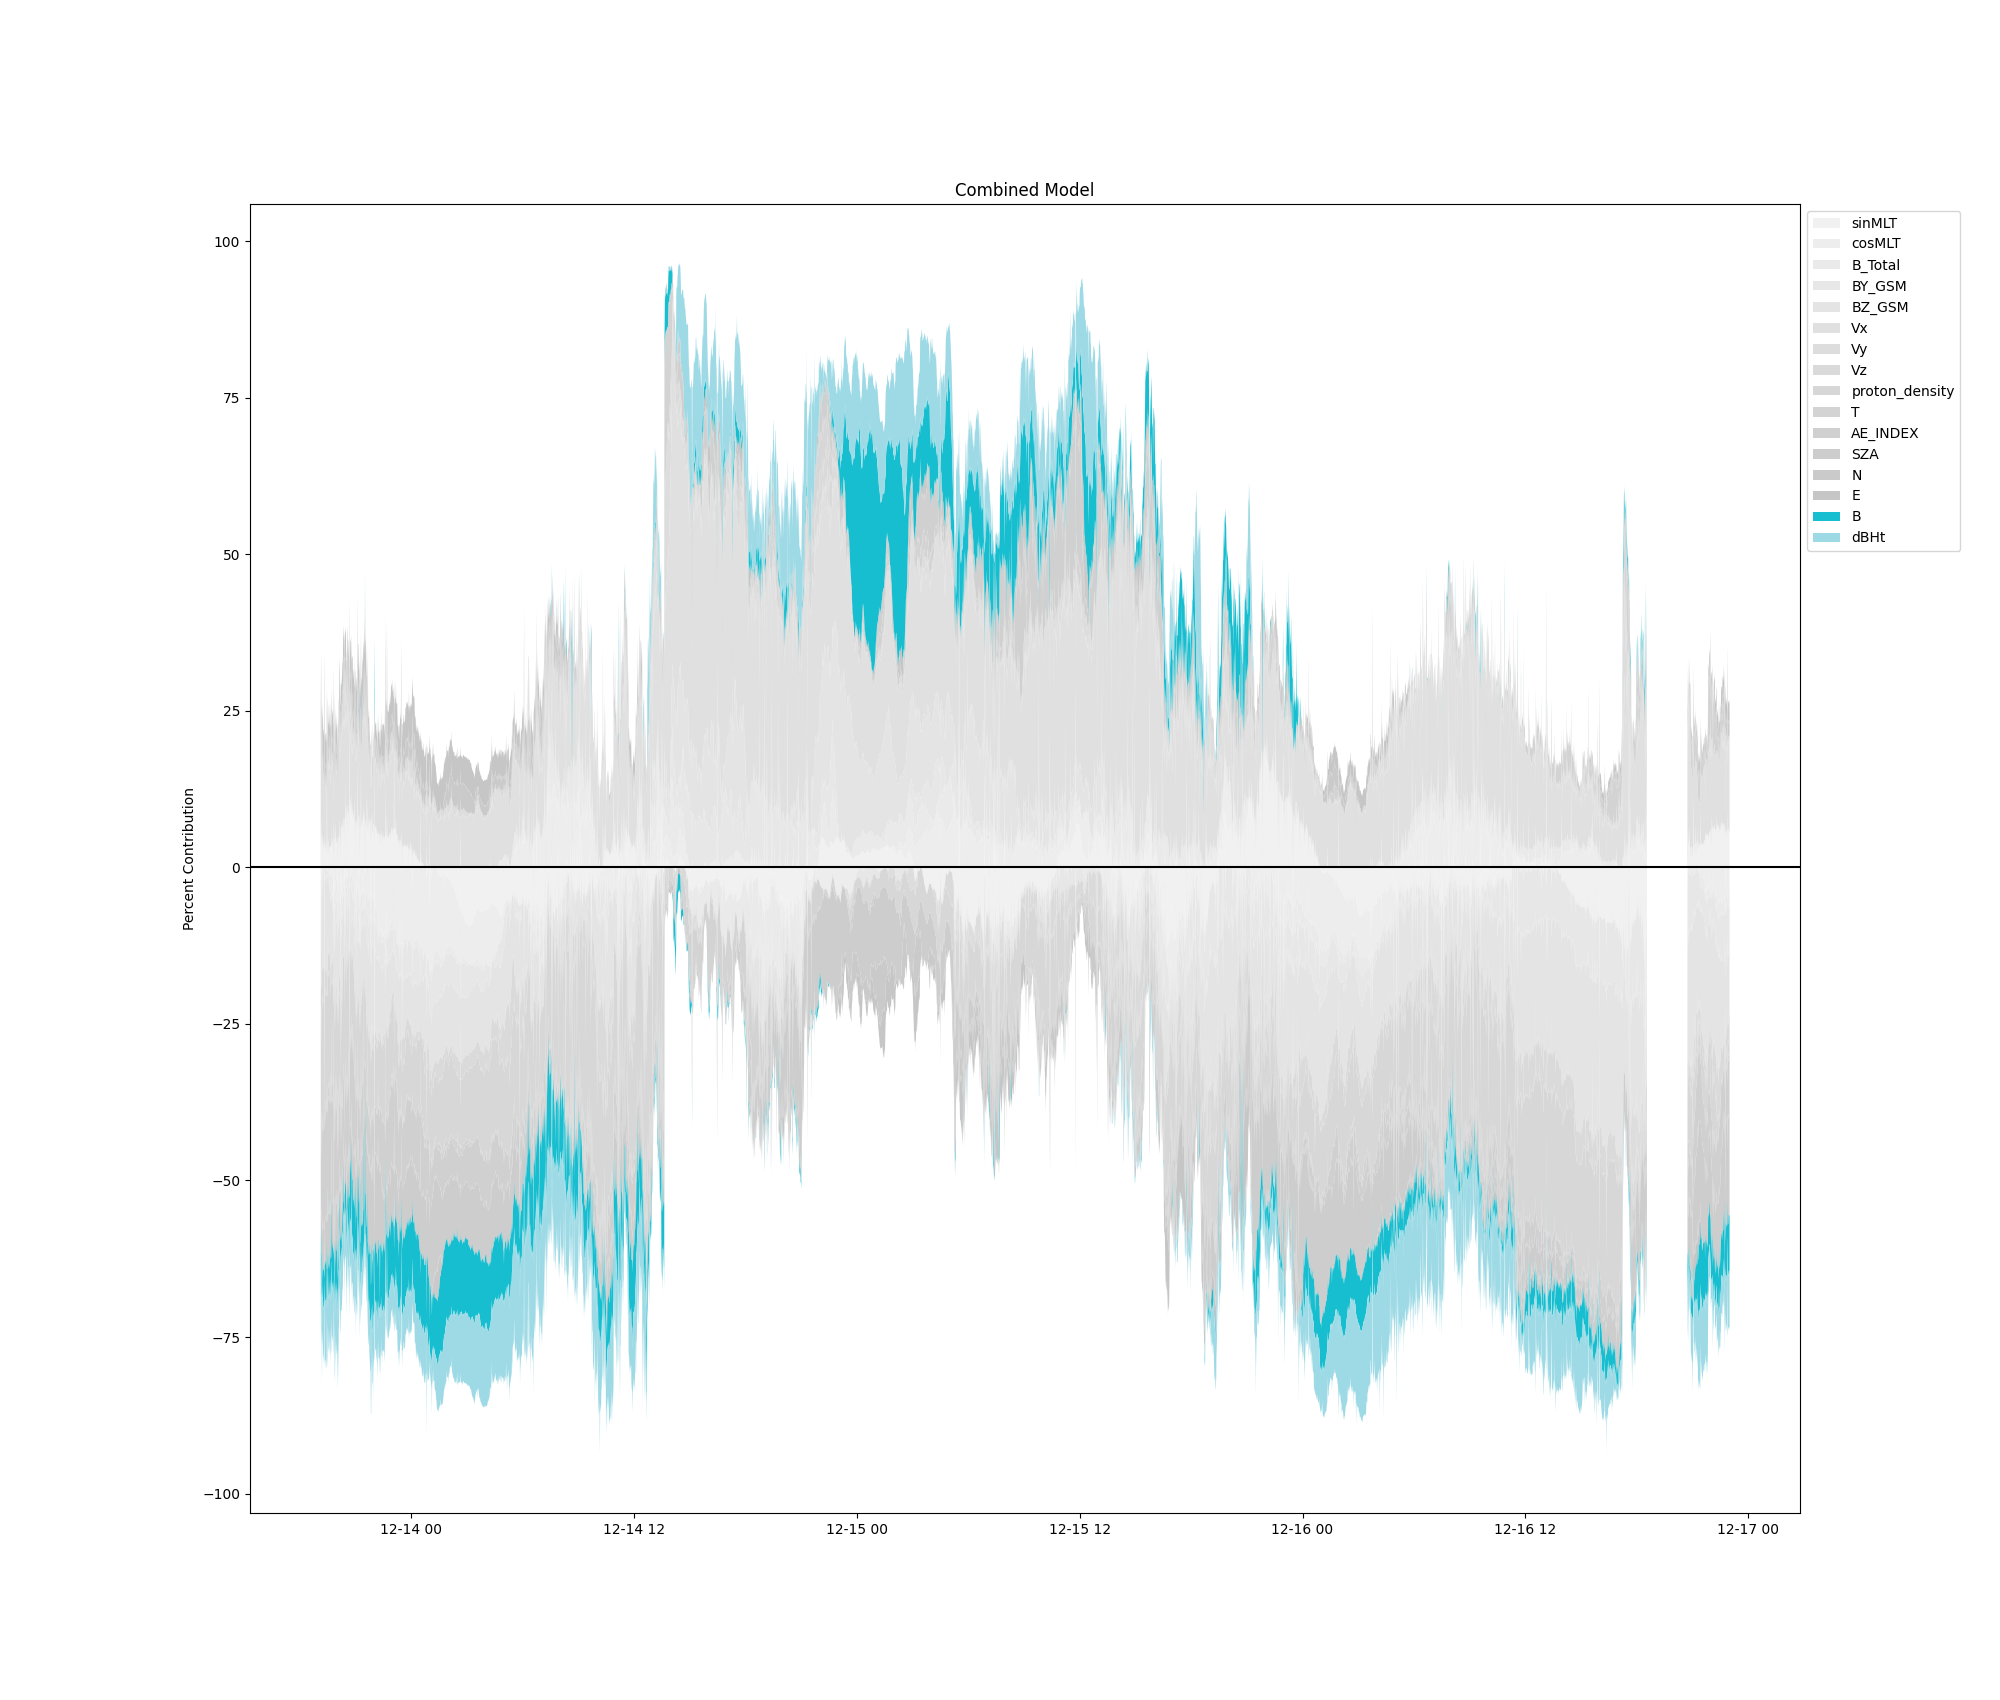 Combined Model
sinMLT
cosMLT
B_Total
BY_GSM
BZ_GSM
Vx
Vy
Vz
proton_density
T
AE_INDEX
SZA
N
E
B
dBHt
Percent Contribution
100
75
50
25
0
−25
−50
−75
−100
12-14 00
12-14 12
12-15 00
12-15 12
12-16 00
12-16 12
12-17 00